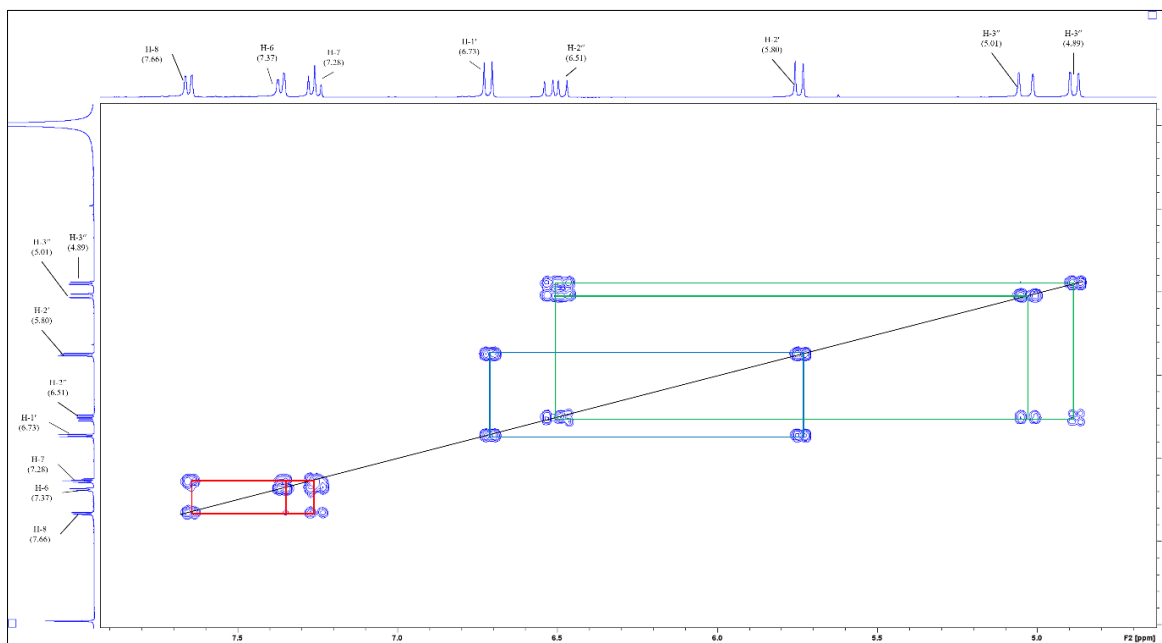 H-8
(7.66)
H-6
(7.37)
H-7
(7.28)
H-1'
(6.73)
H-2''
(6.51)
H-2'
(5.80)
H-3''
(5.01)
H-3''
(4.89)
H-3''
(4.89)
H-3''
(5.01)
H-2'
(5.80)
H-2''
(6.51)
H-1'
(6.73)
H-7
(7.28)
H-6
(7.37)
H-8
(7.66)
7.5 7.0 6.5 6.0 5.5 5.0 F2 [ppm]